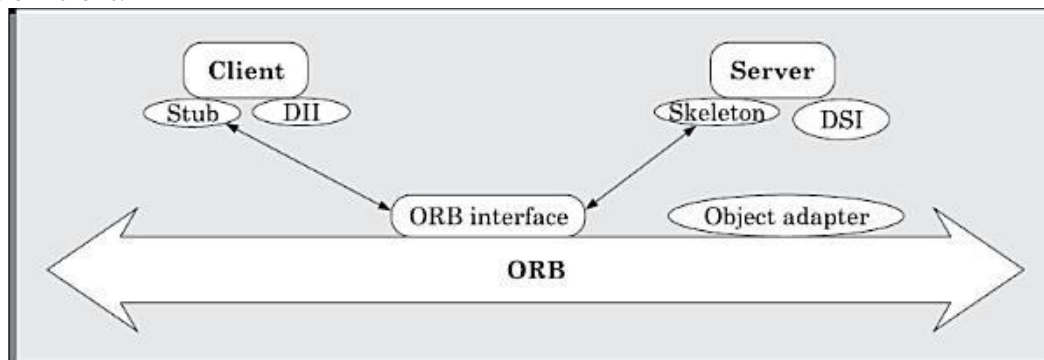 Client
Server
Stub
DII
Skeleton
DSI
ORB interface
Object adapter
ORB